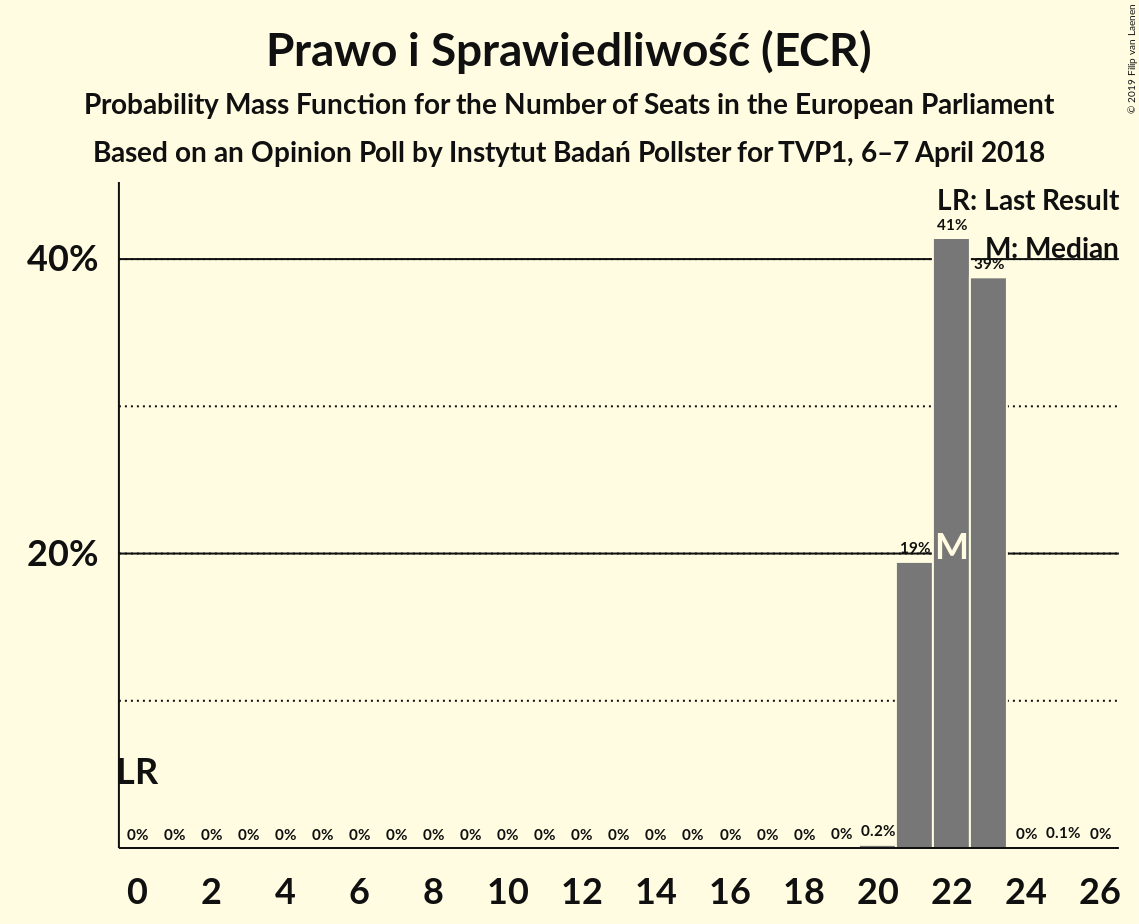 Prawo i Sprawiedliwość (ECR)
Probability Mass Function for the Number of Seats in the European Parliament
Based on an Opinion Poll by Instytut Badań Pollster for TVP1, 6–7 April 2018
© 2019 Filip van Laenen
LR: Last Result
M: Median
40%
20%
41%
39%
19%
M
LR
0% 0% 0% 0% 0% 0% 0% 0% 0% 0% 0% 0% 0% 0% 0% 0% 0% 0% 0% 0% 0.2% 0% 0.1% 0%
0 2 4 6 8 10 12 14 16 18 20 22 24 26